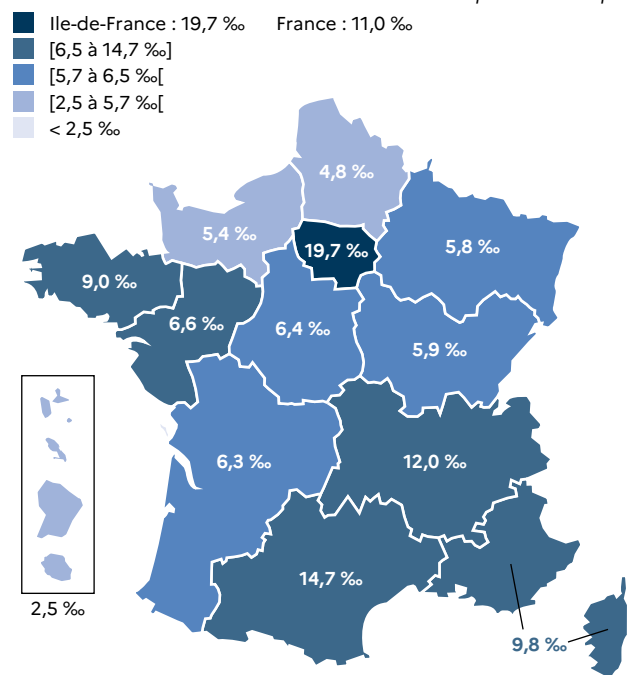 Ile-de-France : 19,7 ‰ France : 11,0 ‰
[6,5 à 14,7 ‰]
[5,7 à 6,5 ‰[
[2,5 à 5,7 ‰[
< 2,5 ‰
4,8 ‰
5,4 ‰
19,7 ‰
5,8 ‰
9,0 ‰
6,6 ‰
6,4 ‰
5,9 ‰
6,3 ‰
12,0 ‰
14,7 ‰
2,5 ‰
9,8 ‰